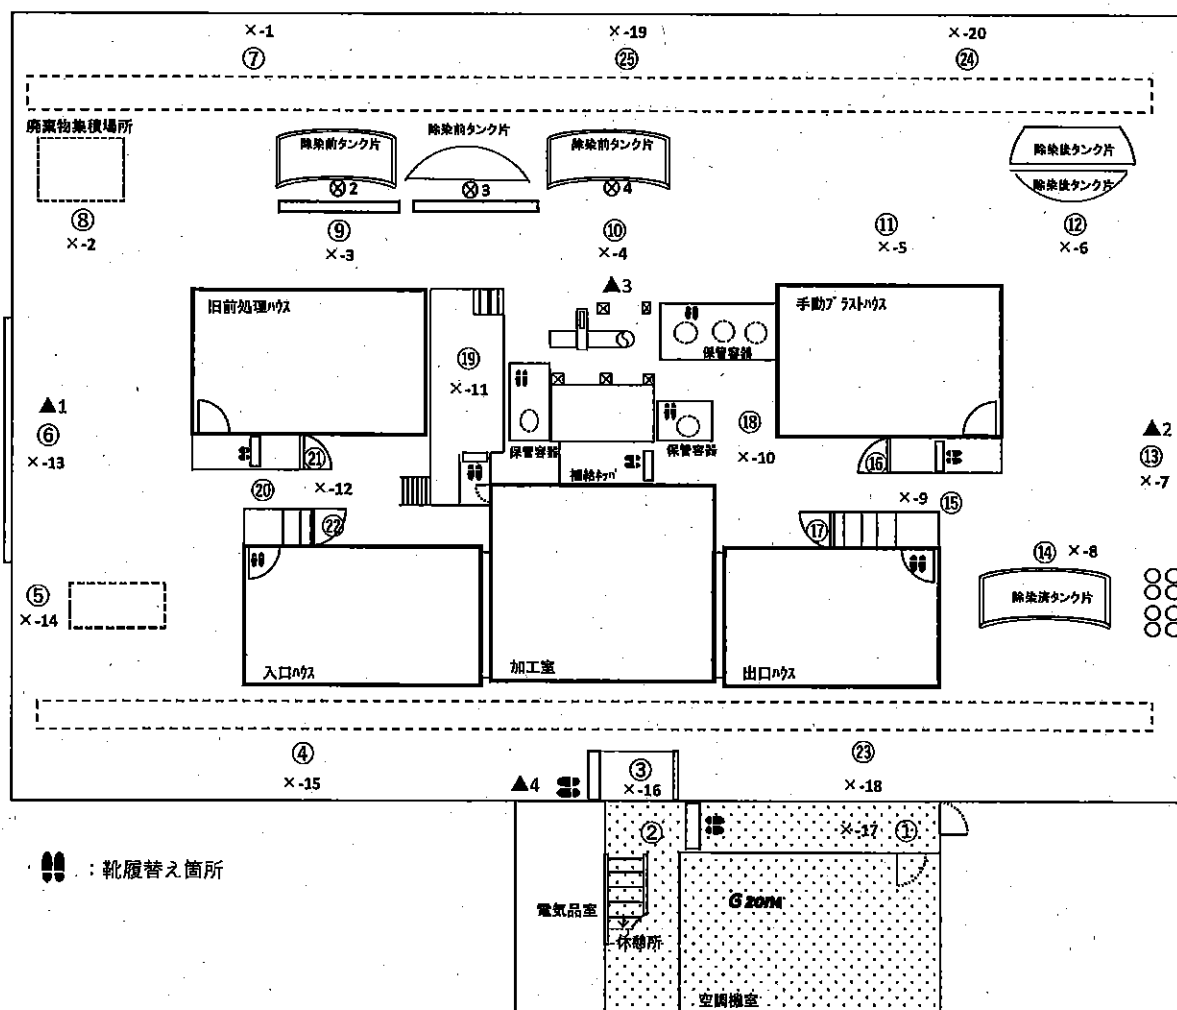 ×-1
×-19
×-20
⑦
㉕
㉔
廃棄物集積場所
除染前タンク片
除染前タンク片
除染前タンク片
除染後タンク片
除染後タンク片
⊗2
⊗3
⊗4
⑧
×-2
⑨
×-3
⑩
×-4
⑪
×-5
⑫
×-6
▲3
旧前処理ハウス
手動ブラストハウス
保管容器
⑲
×-11
▲1
⑥
×-13
⑱
×-10
▲2
⑬
×-7
保管容器
保管容器
㉑
⑯
⑳
×-12
×-9
⑮
㉒
⑰
⑭
×-8
⑤
×-14
除染済タンク片
入口ハウス
加工室
出口ハウス
④
×-15
▲4
③
×-16
㉓
×-18
②
×-17
①
:靴履替え箇所
電気品室
G zone
休憩所
空調機室